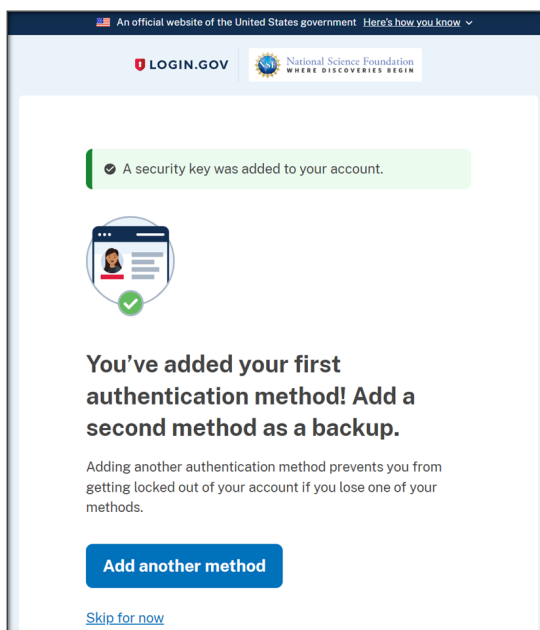 An official website of the United States government Here's how you know
LOGIN.GOV
NSF
National Science Foundation
WHERE DISCOVERIES BEGIN
A security key was added to your account.
You've added your first
authentication method! Add a
second method as a backup.
Adding another authentication method prevents you from
getting locked out of your account if you lose one of your
methods.
Add another method
Skip for now